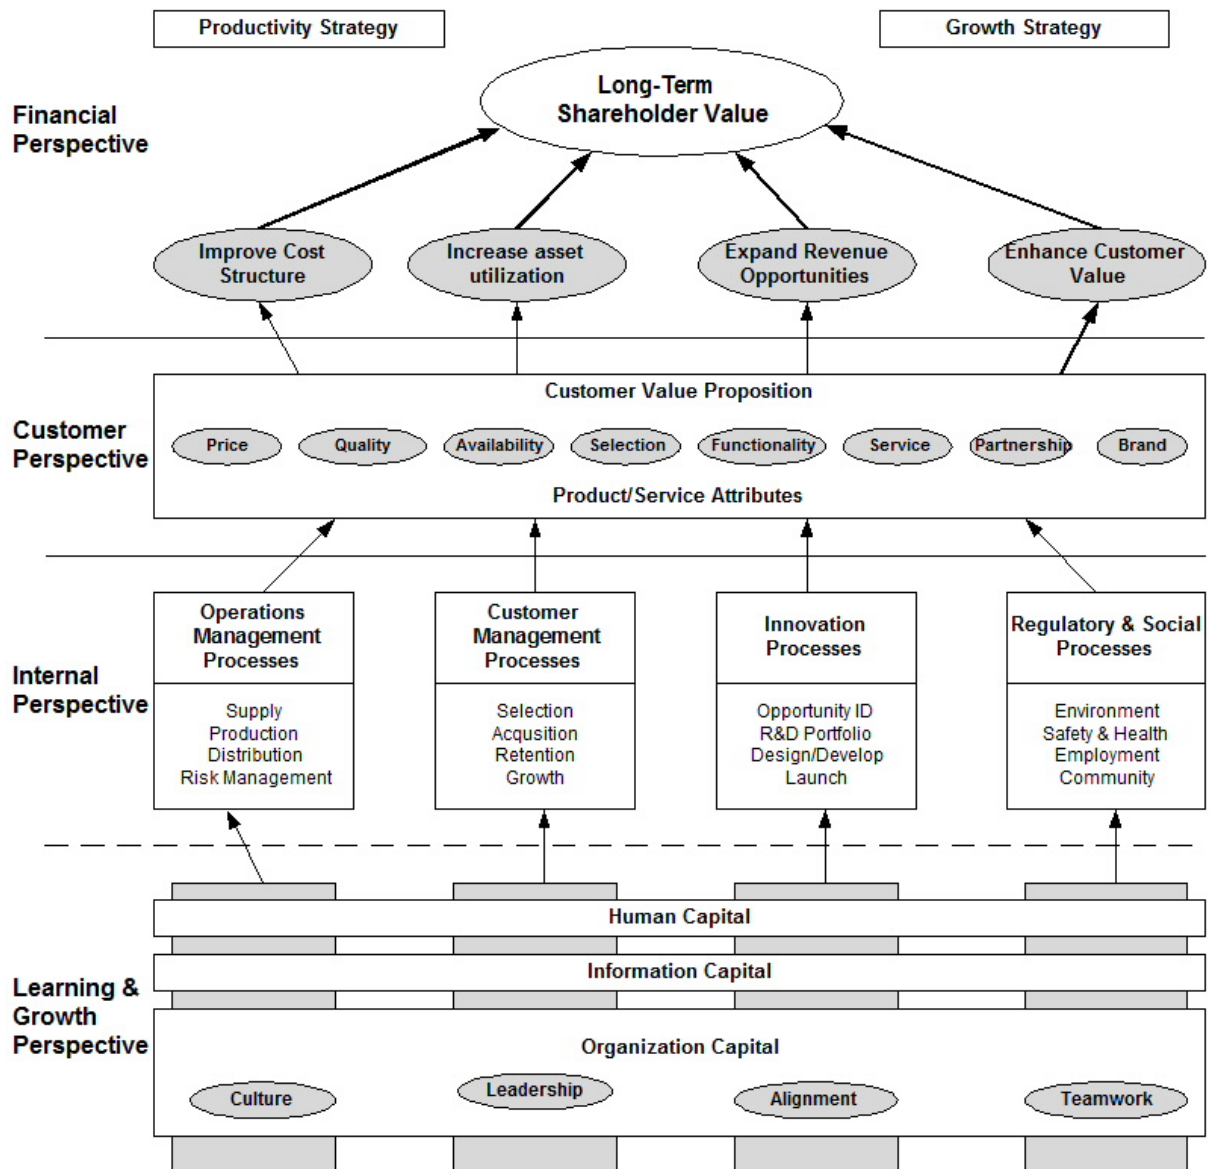 Productivity Strategy
Growth Strategy
Long-Term
Shareholder Value
Financial
Perspective
Improve Cost
Structure
Increase asset
utilization
Expand Revenue
Opportunities
Enhance Customer
Value
Customer
Perspective
Customer Value Proposition
Price
Quality
Availability
Selection
Functionality
Service
Partnership
Brand
Product/Service Attributes
Internal
Perspective
Operations
Management
Processes
Supply
Production
Distribution
Risk Management
Customer
Management
Processes
Selection
Acqusition
Retention
Growth
Innovation
Processes
Opportunity ID
R&D Portfolio
Design/Develop
Launch
Regulatory & Social
Processes
Environment
Safety & Health
Employment
Community
Learning &
Growth
Perspective
Human Capital
Information Capital
Organization Capital
Culture
Leadership
Alignment
Teamwork